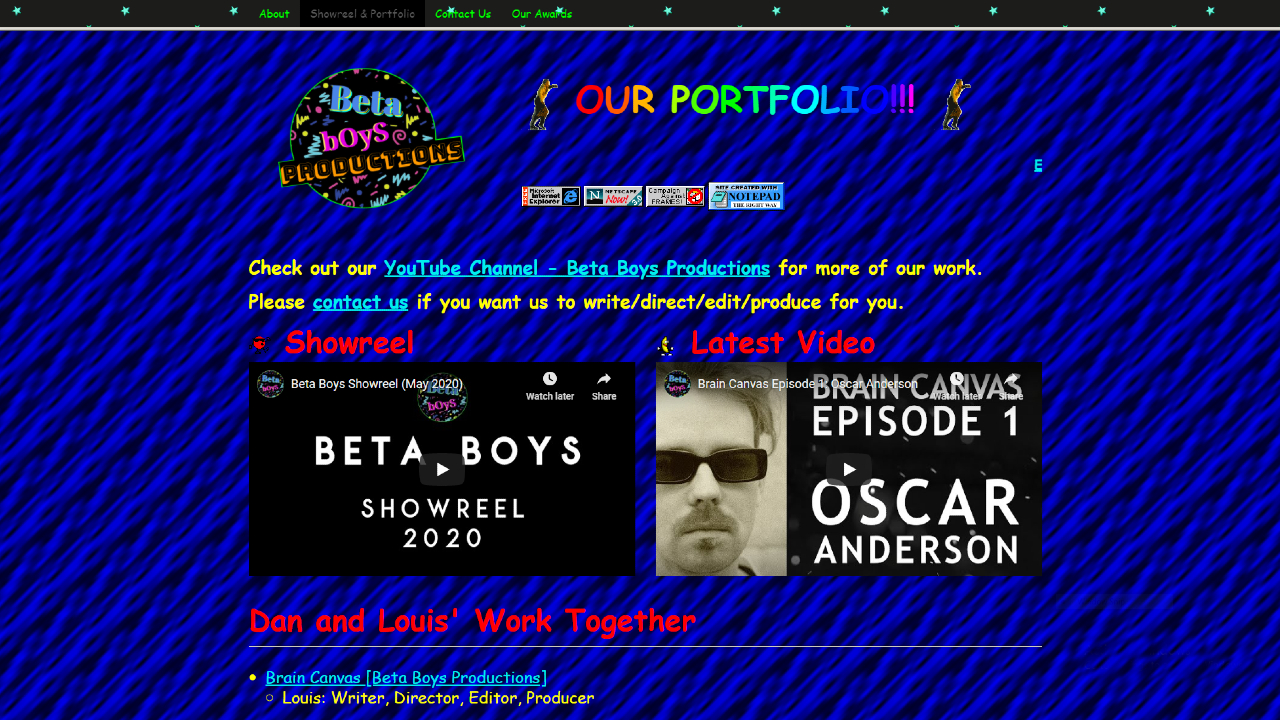 About Showreel & Portfolio Contact Us Our Awards
Beta
bOyS
PRODUCTIONS
OUR PORTFOLIO!!!
E
FREE Microsoft Internet Explorer
NETSCAPE Now!
Campaign Against FRAMES!
SITE CREATED WITH NOTEPAD THE RIGHT WAY
Check out our YouTube Channel - Beta Boys Productions for more of our work.
Please contact us if you want us to write/direct/edit/produce for you.
Showreel
Beta Boys Showreel (May 2020)
Watch later Share
Beta bOyS
BETA BOYS
SHOWREEL
2020
Latest Video
Brain Canvas Episode 1: Oscar Anderson
Watch later Share
BRAIN CANVAS
EPISODE 1
OSCAR
ANDERSON
Dan and Louis' Work Together
Brain Canvas [Beta Boys Productions]
Louis: Writer, Director, Editor, Producer